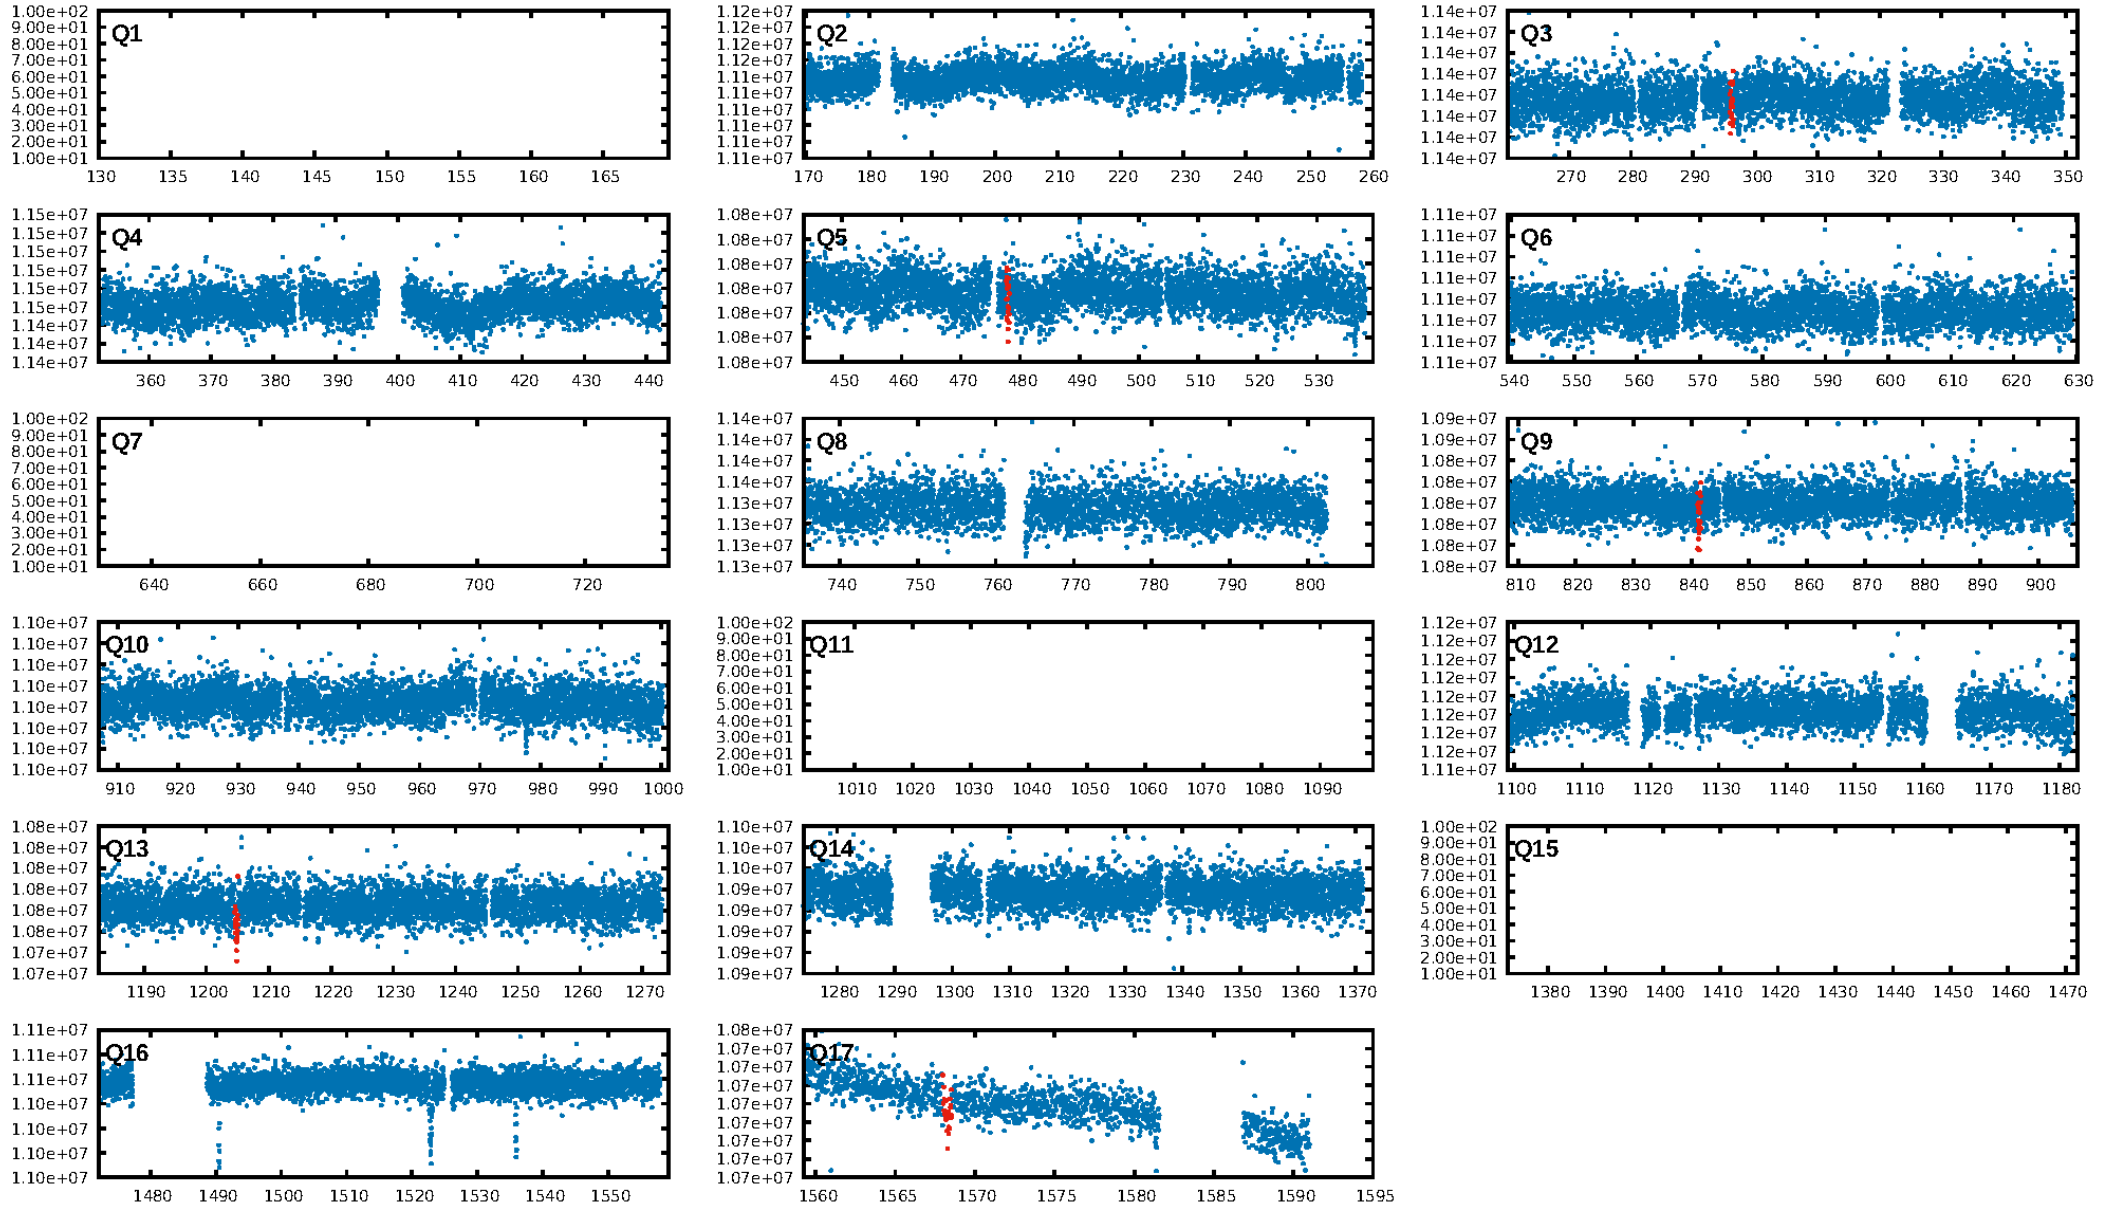 1.00e+02
9.00e+01
8.00e+01
7.00e+01
6.00e+01
5.00e+01
4.00e+01
3.00e+01
2.00e+01
1.00e+01
Q1
130 135 140 145 150 155 160 165
1.12e+07
1.12e+07
1.12e+07
1.12e+07
1.11e+07
1.11e+07
1.11e+07
1.11e+07
1.11e+07
1.11e+07
Q2
170 180 190 200 210 220 230 240 250 260
1.14e+07
1.14e+07
1.14e+07
1.14e+07
1.14e+07
1.14e+07
1.14e+07
1.14e+07
Q3
270 280 290 300 310 320 330 340 350
1.15e+07
1.15e+07
1.15e+07
1.15e+07
1.15e+07
1.15e+07
1.14e+07
1.14e+07
1.14e+07
Q4
360 370 380 390 400 410 420 430 440
1.08e+07
1.08e+07
1.08e+07
1.08e+07
1.08e+07
1.08e+07
1.08e+07
Q5
450 460 470 480 490 500 510 520 530
1.11e+07
1.11e+07
1.11e+07
1.11e+07
1.11e+07
1.11e+07
1.11e+07
1.11e+07
Q6
540 550 560 570 580 590 600 610 620 630
1.00e+02
9.00e+01
8.00e+01
7.00e+01
6.00e+01
5.00e+01
4.00e+01
3.00e+01
2.00e+01
1.00e+01
Q7
640 660 680 700 720
1.14e+07
1.14e+07
1.14e+07
1.14e+07
1.13e+07
1.13e+07
1.13e+07
1.13e+07
Q8
740 750 760 770 780 790 800
1.09e+07
1.09e+07
1.08e+07
1.08e+07
1.08e+07
1.08e+07
1.08e+07
1.08e+07
Q9
810 820 830 840 850 860 870 880 890 900
1.10e+07
1.10e+07
1.10e+07
1.10e+07
1.10e+07
1.10e+07
1.10e+07
1.10e+07
Q10
910 920 930 940 950 960 970 980 990 1000
1.00e+02
9.00e+01
8.00e+01
7.00e+01
6.00e+01
5.00e+01
4.00e+01
3.00e+01
2.00e+01
1.00e+01
Q11
1010 1020 1030 1040 1050 1060 1070 1080 1090
1.12e+07
1.12e+07
1.12e+07
1.12e+07
1.12e+07
1.12e+07
1.12e+07
1.12e+07
1.11e+07
Q12
1100 1110 1120 1130 1140 1150 1160 1170 1180
1.08e+07
1.08e+07
1.08e+07
1.08e+07
1.08e+07
1.08e+07
1.07e+07
1.07e+07
Q13
1190 1200 1210 1220 1230 1240 1250 1260 1270
1.10e+07
1.10e+07
1.09e+07
1.09e+07
1.09e+07
1.09e+07
1.09e+07
1.09e+07
Q14
1280 1290 1300 1310 1320 1330 1340 1350 1360 1370
1.00e+02
9.00e+01
8.00e+01
7.00e+01
6.00e+01
5.00e+01
4.00e+01
3.00e+01
2.00e+01
1.00e+01
Q15
1380 1390 1400 1410 1420 1430 1440 1450 1460 1470
1.11e+07
1.11e+07
1.11e+07
1.10e+07
1.10e+07
1.10e+07
1.10e+07
Q16
1480 1490 1500 1510 1520 1530 1540 1550
1.08e+07
1.07e+07
1.07e+07
1.07e+07
1.07e+07
1.07e+07
1.07e+07
1.07e+07
1.07e+07
Q17
1560 1565 1570 1575 1580 1585 1590 1595